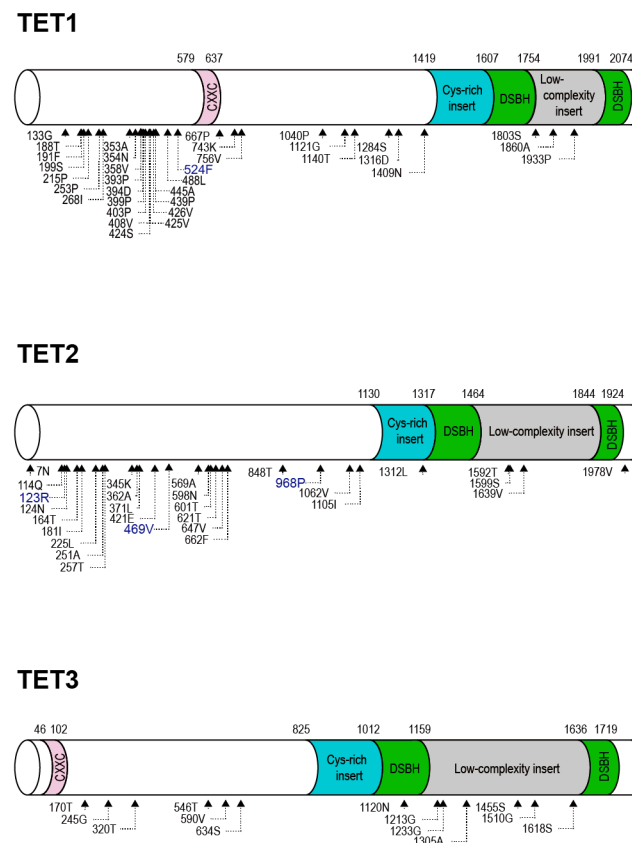 TET1
579 637 1419 1607 1754 1991 2074
CXXC
Cys-rich
insert
DSBH
Low-
complexity
insert
DSBH
133G 667P 1040P 1803S
188T 353A 743K 1121G 1284S 1860A
191F 354N 756V 1140T 1316D 1933P
199S 358V 524F 1409N
215P 393P 488L
253P 394D 445A
268I 399P 439P
403P 426V
408V 425V
424S
TET2
1130 1317 1464 1844 1924
Cys-rich
insert
DSBH
Low-complexity insert
DSBH
7N 848T 1312L 1592T 1978V
114Q 345K 569A 968P 1599S
123R 362A 598N 1062V 1639V
124N 371L 601T 1105I
164T 421E 621T
181I 469V 647V
225L 662F
251A
257T
TET3
46 102 825 1012 1159 1636 1719
CXXC
Cys-rich
insert
DSBH
Low-complexity insert
DSBH
170T 546T 1120N 1455S
245G 590V 1213G 1510G
320T 634S 1233G 1618S
1305A